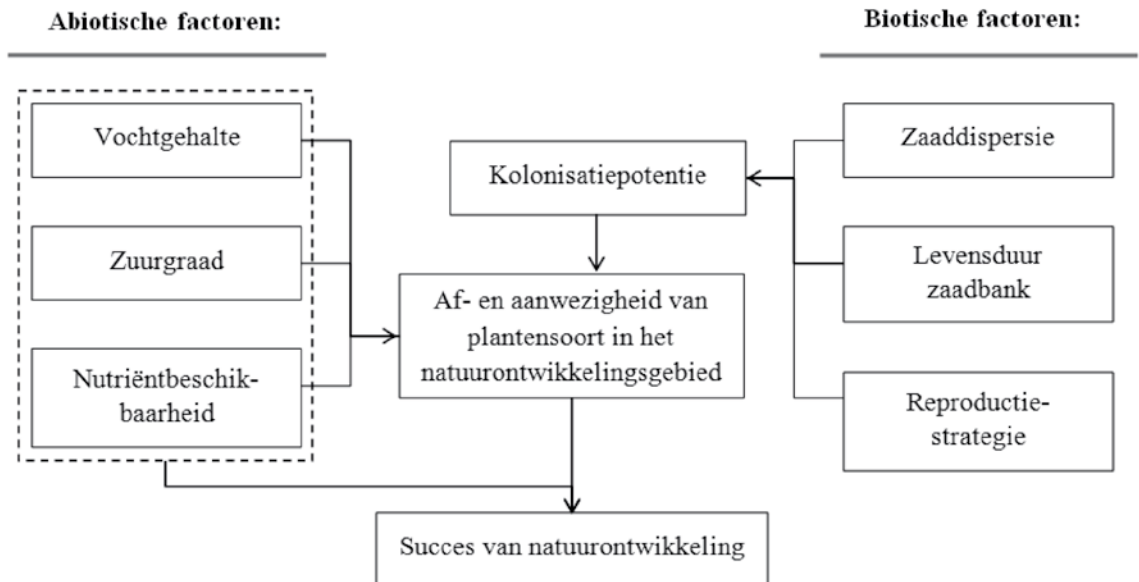 Abiotische factoren:
Biotische factoren:
Vochtgehalte
Zuurgraad
Nutriëntbeschik-
baarheid
Kolonisatiepotentie
Af- en aanwezigheid van
plantensoort in het
natuurontwikkelingsgebied
Zaaddispersie
Levensduur
zaadbank
Reproductie-
strategie
Succes van natuurontwikkeling